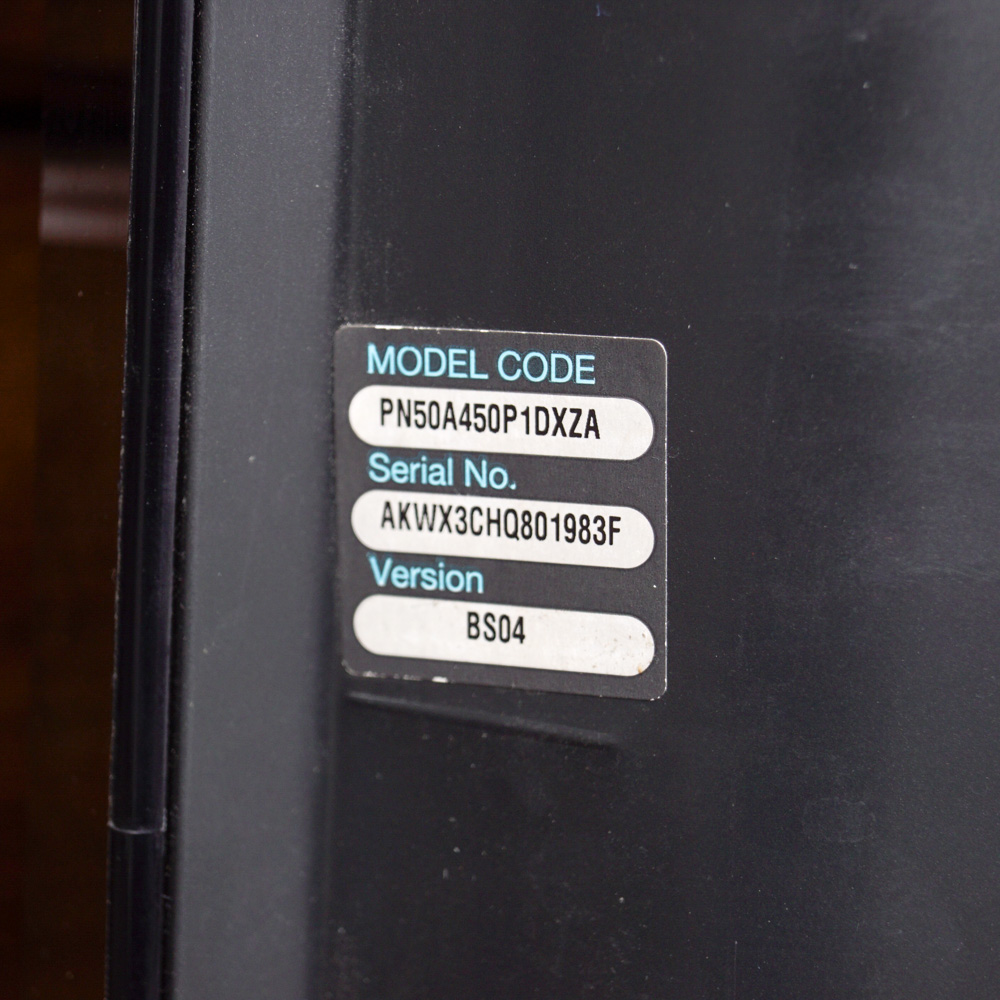 MODEL CODE
PN50A450P1DXZA
Serial No.
AKWX3CHQ801983F
Version
BS04